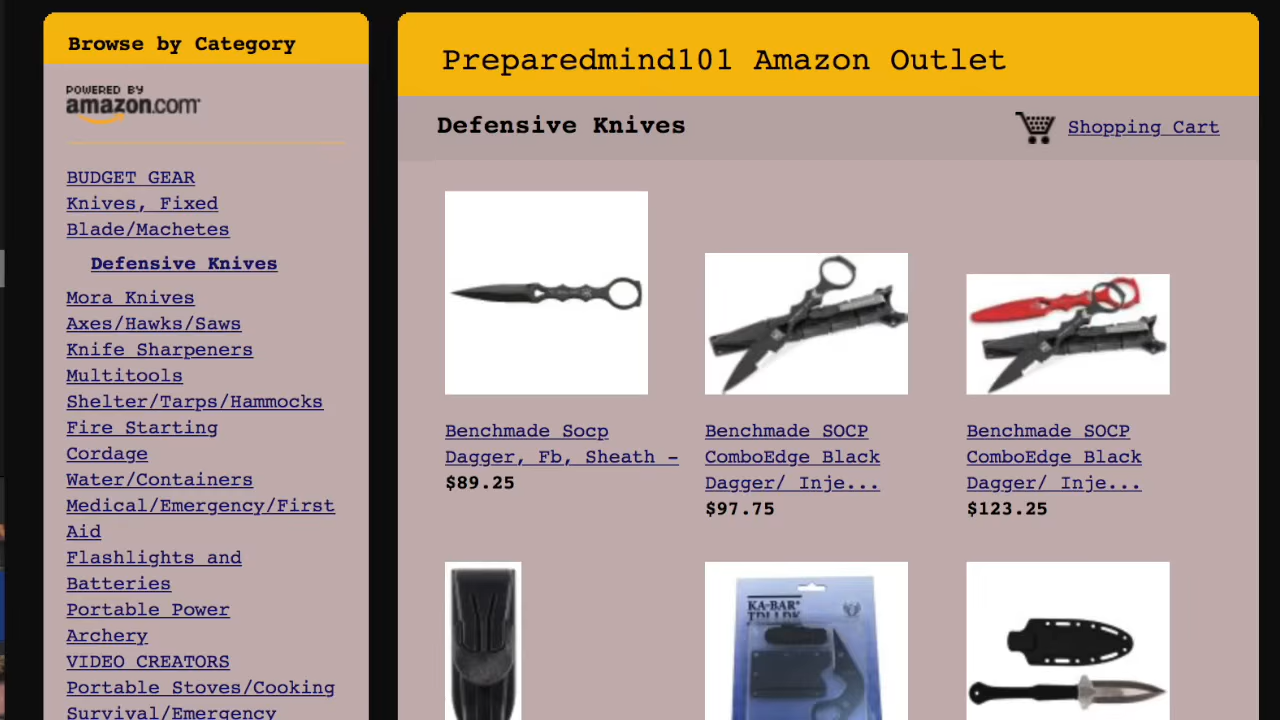 Browse by Category
POWERED BY
amazon.com
BUDGET GEAR
Knives, Fixed
Blade/Machetes
Defensive Knives
Mora Knives
Axes/Hawks/Saws
Knife Sharpeners
Multitools
Shelter/Tarps/Hammocks
Fire Starting
Cordage
Water/Containers
Medical/Emergency/First
Aid
Flashlights and
Batteries
Portable Power
Archery
VIDEO CREATORS
Portable Stoves/Cooking
Survival/Emergency
Preparedmind101 Amazon Outlet
Defensive Knives
Shopping Cart
Benchmade Socp
Dagger, Fb, Sheath -
$89.25
Benchmade SOCP
ComboEdge Black
Dagger/ Inje...
$97.75
Benchmade SOCP
ComboEdge Black
Dagger/ Inje...
$123.25
KA-BAR
TDI LDK